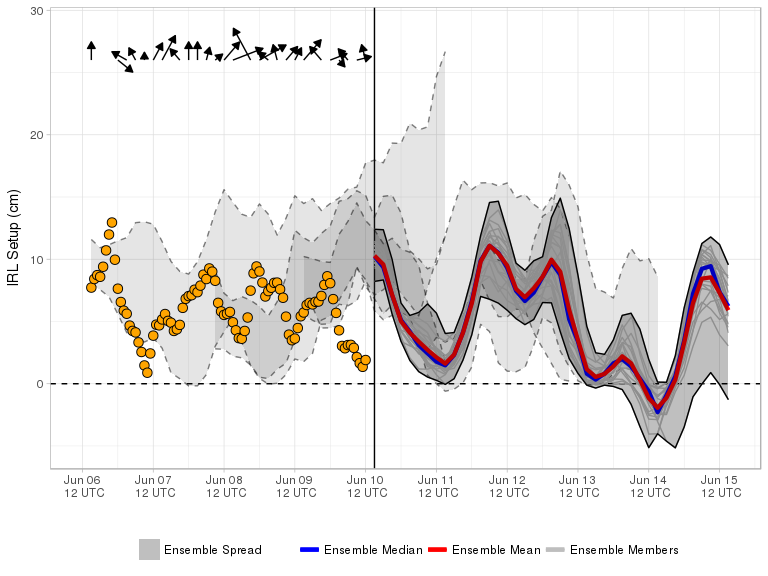 IRL Setup (cm)
30
20
10
0
Jun 06 Jun 07 Jun 08 Jun 09 Jun 10 Jun 11 Jun 12 Jun 13 Jun 14 Jun 15
12 UTC 12 UTC 12 UTC 12 UTC 12 UTC 12 UTC 12 UTC 12 UTC 12 UTC 12 UTC
Ensemble Spread Ensemble Median Ensemble Mean Ensemble Members